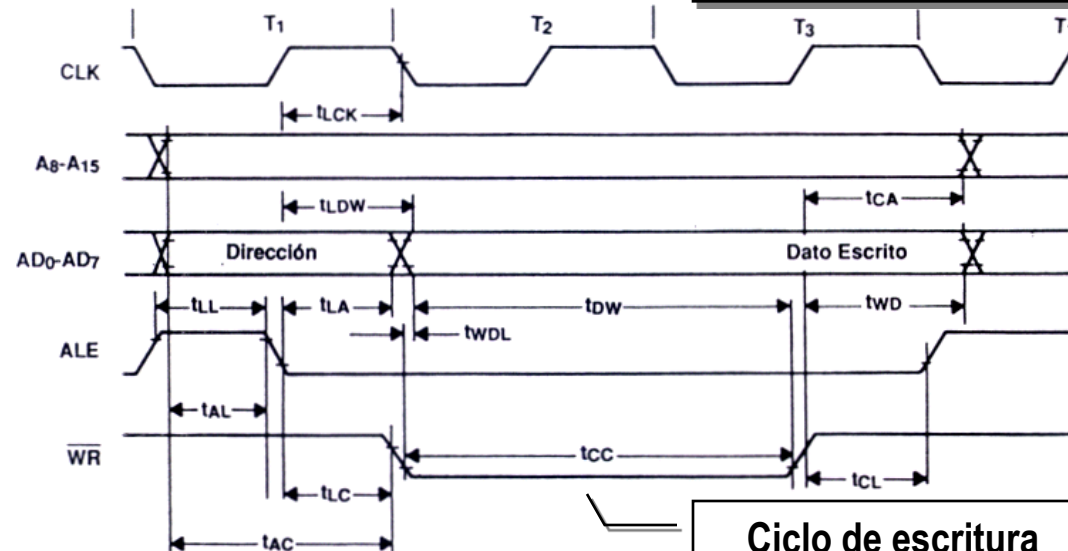 T1 T2 T3 T
CLK
tLCK
A8-A15
tLDW tCA
AD0-AD7 Dirección Dato Escrito
tLL tLA tDW tWD
tWDL
ALE
tAL
WR
tCC
tCL
tLC
tAC
Ciclo de escritura